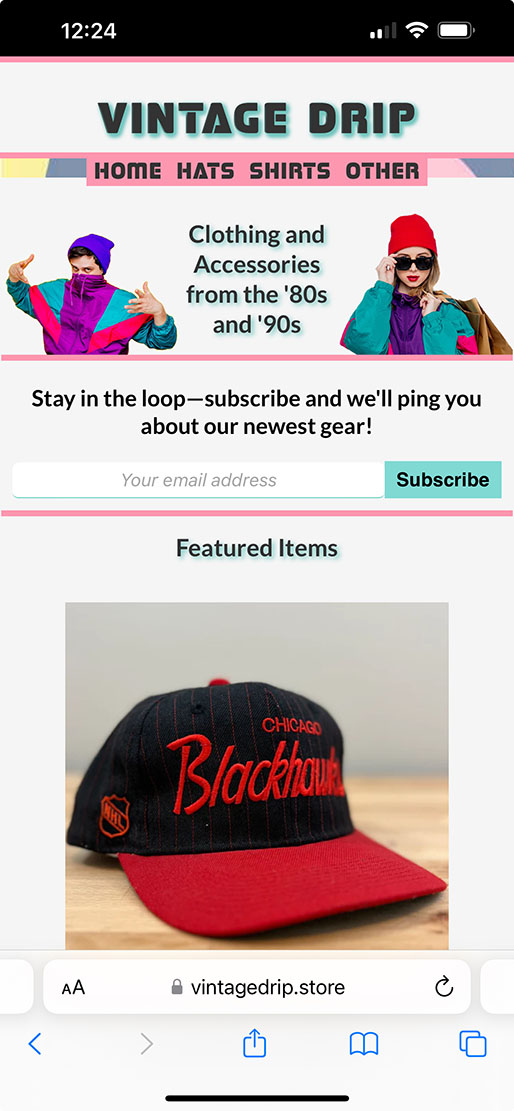 12:24
VINTAGE DRIP
HOME HATS SHIRTS OTHER
Clothing and
Accessories
from the '80s
and '90s
Stay in the loop—subscribe and we'll ping you
about our newest gear!
Your email address
Subscribe
Featured Items
CHICAGO
Blackhawks
NHL
AA
vintagedrip.store